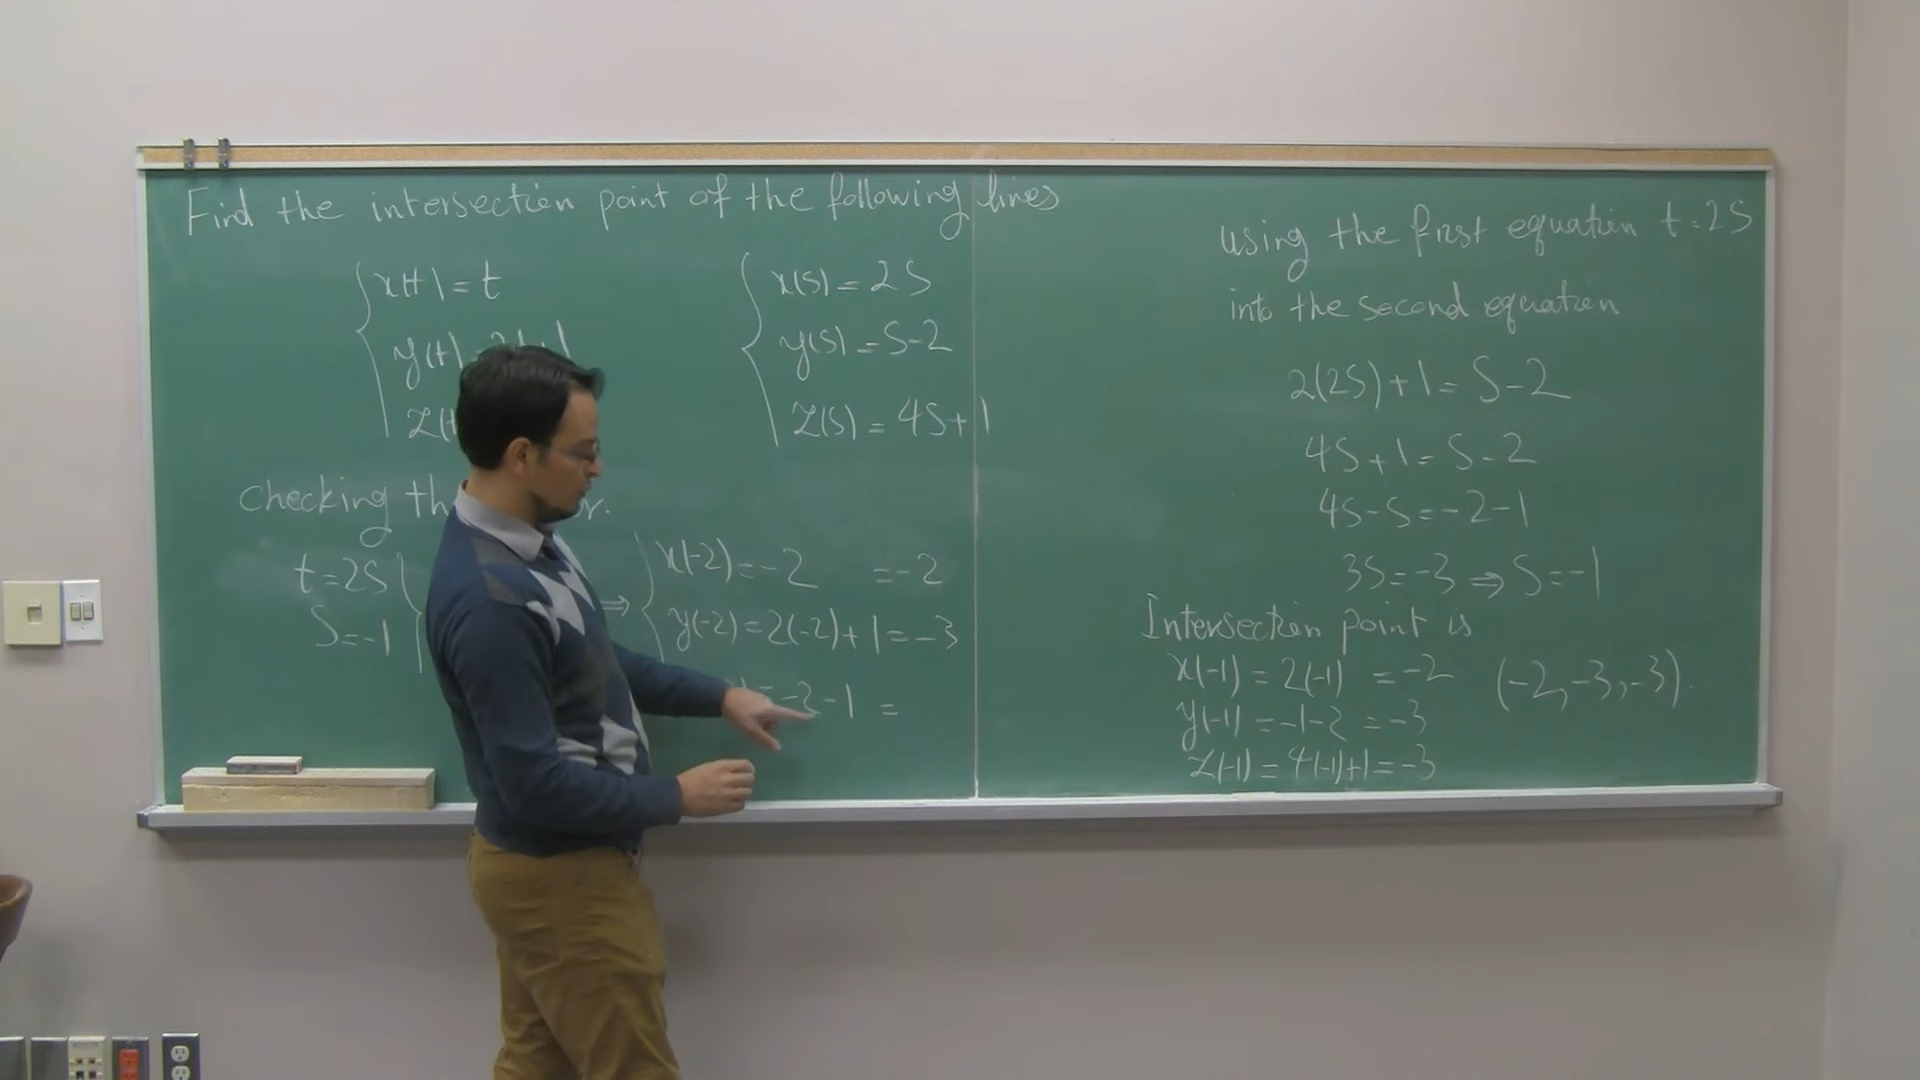 Find the intersection point of the following lines
x(t) = t
y(t)
z(t
x(s) = 2S
y(s) = S-2
z(s) = 4S+1
checking th r.
t=2S
S=-1
⇒
x(-2)=-2 =-2
y(-2)=2(-2)+1=-3
=-2-1 =
using the first equation t=2S
into the second equation
2(2S)+1=S-2
4S+1=S-2
4S-S=-2-1
3S=-3⇒S=-1
Intersection point is
x(-1) = 2(-1) = -2 (-2,-3,-3).
y(-1) = -1-2 = -3
z(-1) = 4(-1)+1=-3